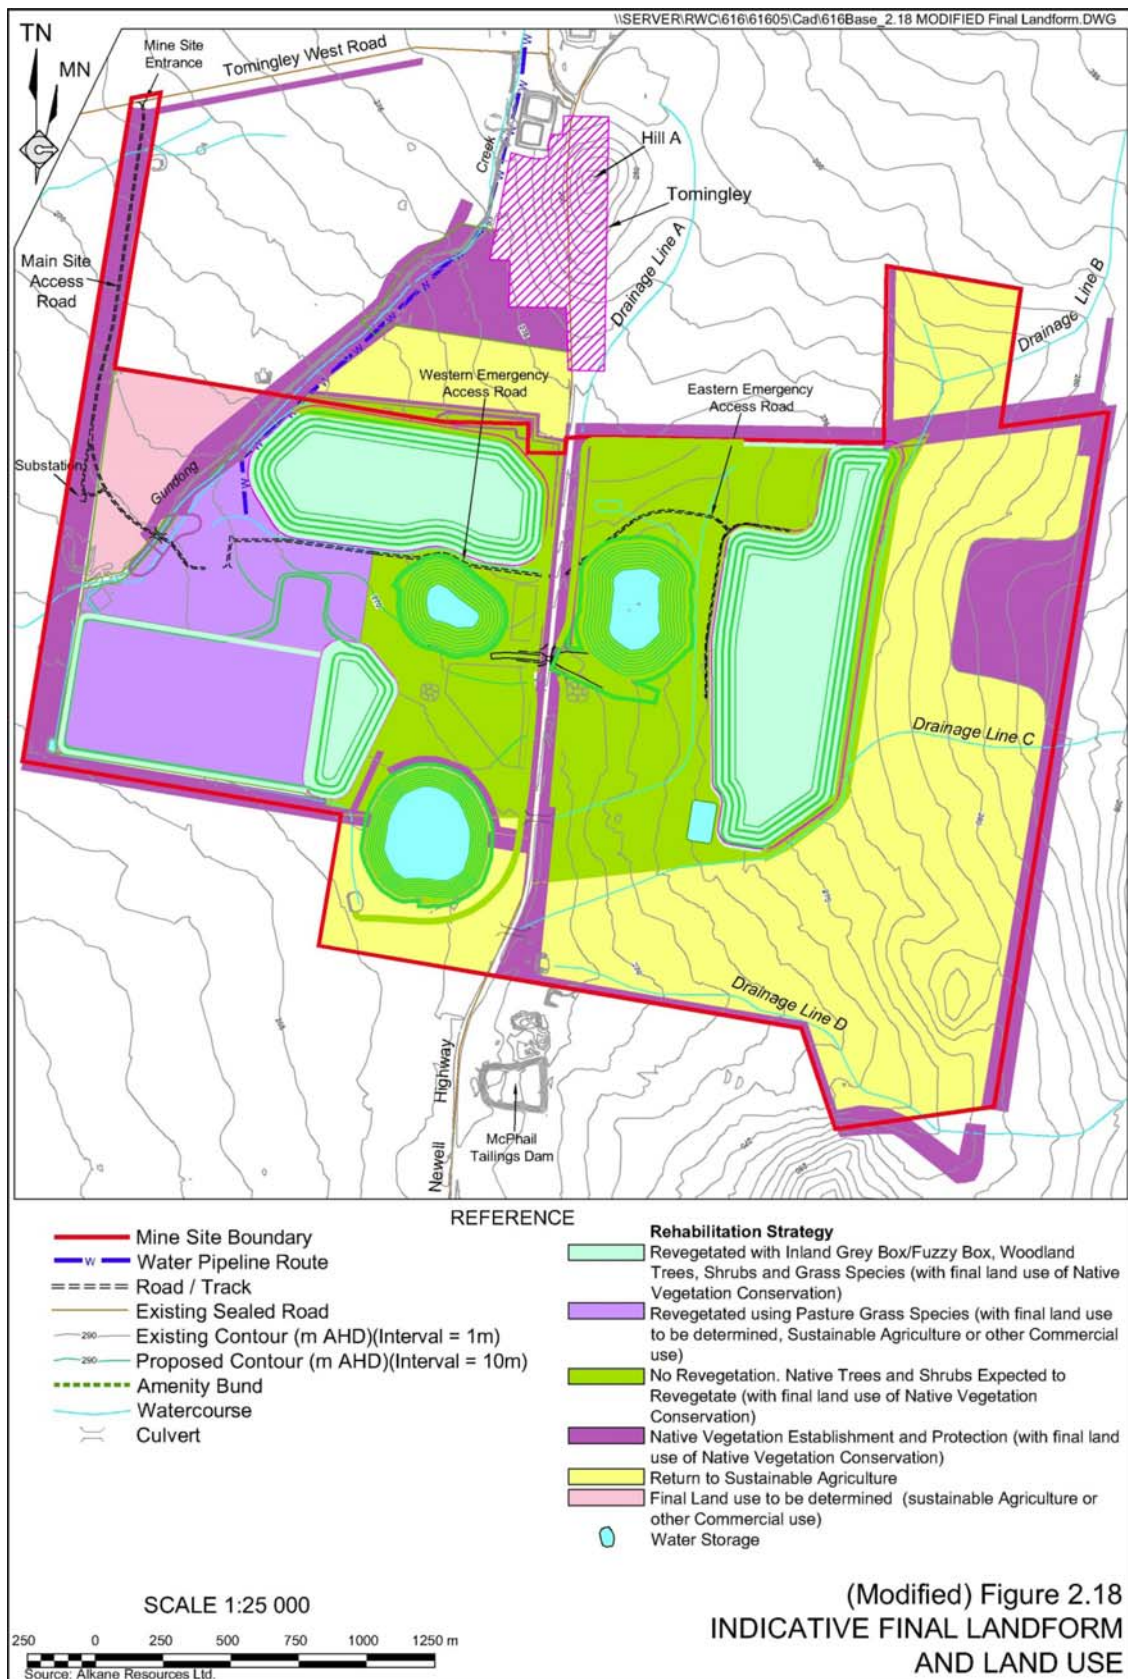 \\SERVER\RWC\616\61605\Cad\616Base_2.18 MODIFIED Final Landform.DWG
TN
MN
Mine Site
Entrance
Tomingley West Road
Creek
Hill A
Tomingley
Main Site
Access
Road
Drainage Line A
Drainage Line B
Western Emergency
Access Road
Eastern Emergency
Access Road
Substation
Gundong
Drainage Line C
Drainage Line D
Newell
Highway
McPhail
Tailings Dam
REFERENCE
Mine Site Boundary
W
Water Pipeline Route
Road / Track
Existing Sealed Road
290
Existing Contour (m AHD)(Interval = 1m)
290
Proposed Contour (m AHD)(Interval = 10m)
Amenity Bund
Watercourse
Culvert
Rehabilitation Strategy
Revegetated with Inland Grey Box/Fuzzy Box, Woodland
Trees, Shrubs and Grass Species (with final land use of Native
Vegetation Conservation)
Revegetated using Pasture Grass Species (with final land use
to be determined, Sustainable Agriculture or other Commercial
use)
No Revegetation. Native Trees and Shrubs Expected to
Revegetate (with final land use of Native Vegetation
Conservation)
Native Vegetation Establishment and Protection (with final land
use of Native Vegetation Conservation)
Return to Sustainable Agriculture
Final Land use to be determined (sustainable Agriculture or
other Commercial use)
Water Storage
SCALE 1:25 000
250 0 250 500 750 1000 1250 m
Source: Alkane Resources Ltd.
(Modified) Figure 2.18
INDICATIVE FINAL LANDFORM
AND LAND USE